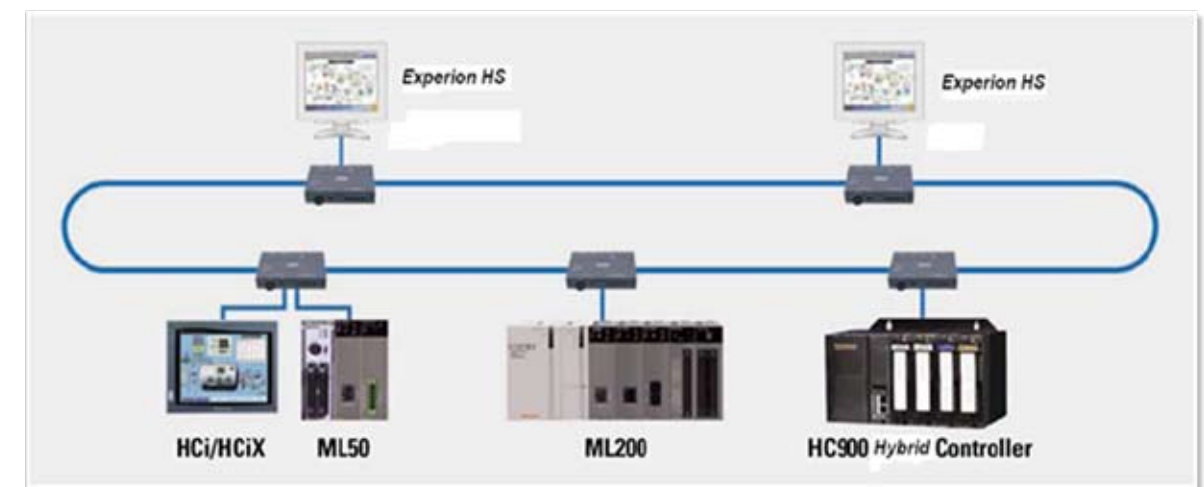 Experion HS
Experion HS
HCi/HCiX
ML50
ML200
HC900 Hybrid Controller